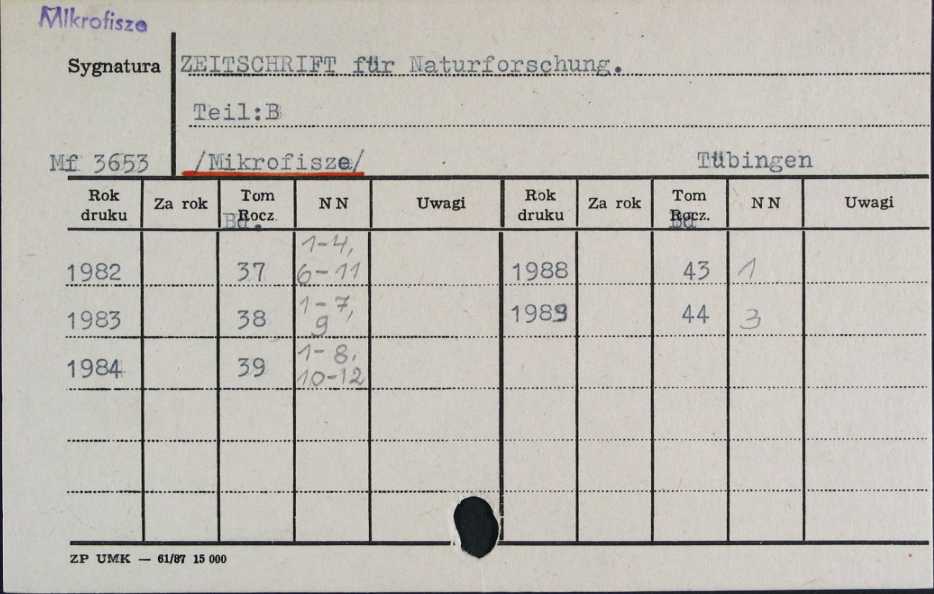 Mikrofisze
Sygnatura ZEITSCHRIFT für Naturforschung.
Teil:B
Mf 3653 /Mikrofisze/ Tübingen
Rok druku Za rok Tom Rocz. Bd. NN Uwagi Rok druku Za rok Tom Rocz. Bd NN Uwagi
1982 37 1-4, 6-11 1988 43 1
1983 38 1-7, 9 1989 44 3
1984 39 1-8, 10-12
ZP UMK — 61/87 15 000